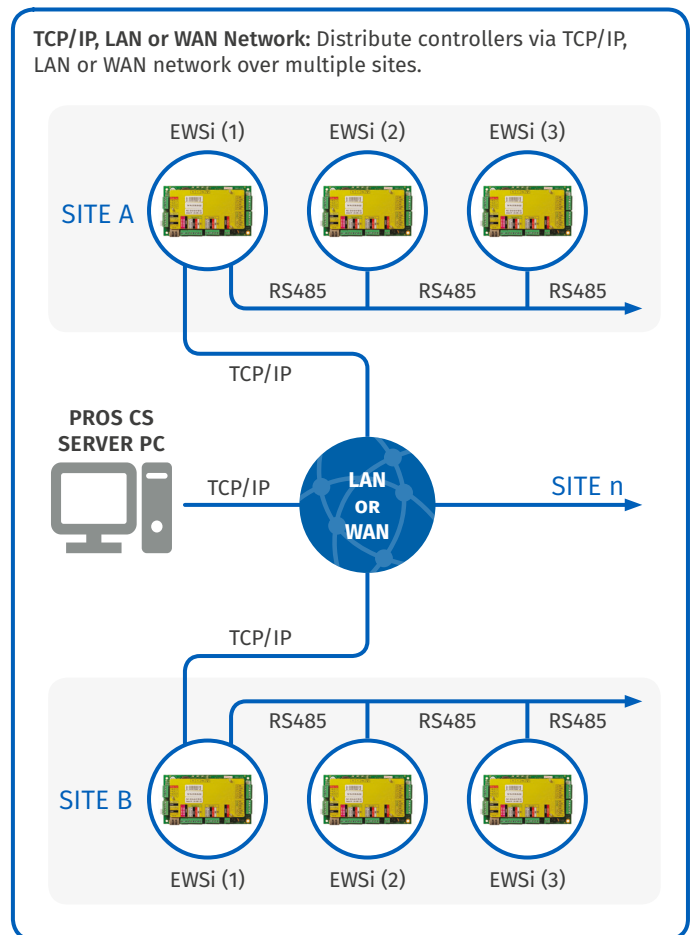 TCP/IP, LAN or WAN Network: Distribute controllers via TCP/IP,
LAN or WAN network over multiple sites.
EWSi (1) EWSi (2) EWSi (3)
SITE A
RS485 RS485 RS485
TCP/IP
PROS CS
SERVER PC
TCP/IP
LAN
OR
WAN
SITE n
TCP/IP
RS485 RS485 RS485
SITE B
EWSi (1) EWSi (2) EWSi (3)